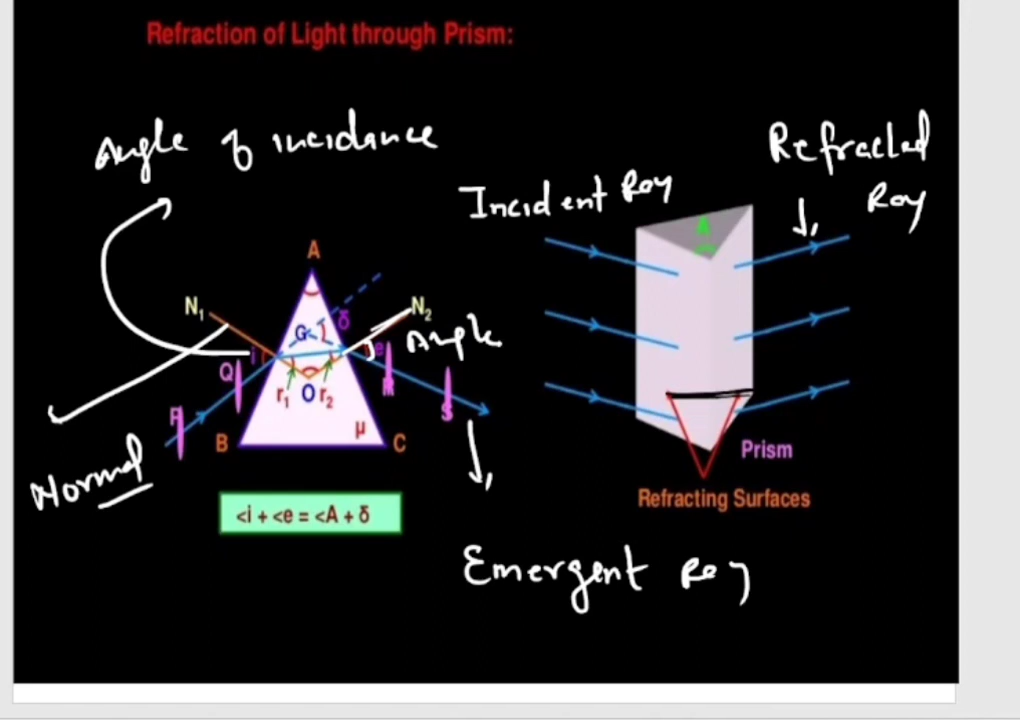 Refraction of Light through Prism:
Angle of incidance
Refracted
Ray
Incident Ray
A
A
N₁
N₂
δ
G
i
e
Angle
Q
r₁ O r₂
P
R
S
μ
B
C
Normal
Prism
Refracting Surfaces
<i + <e = <A + δ
Emergent Ray